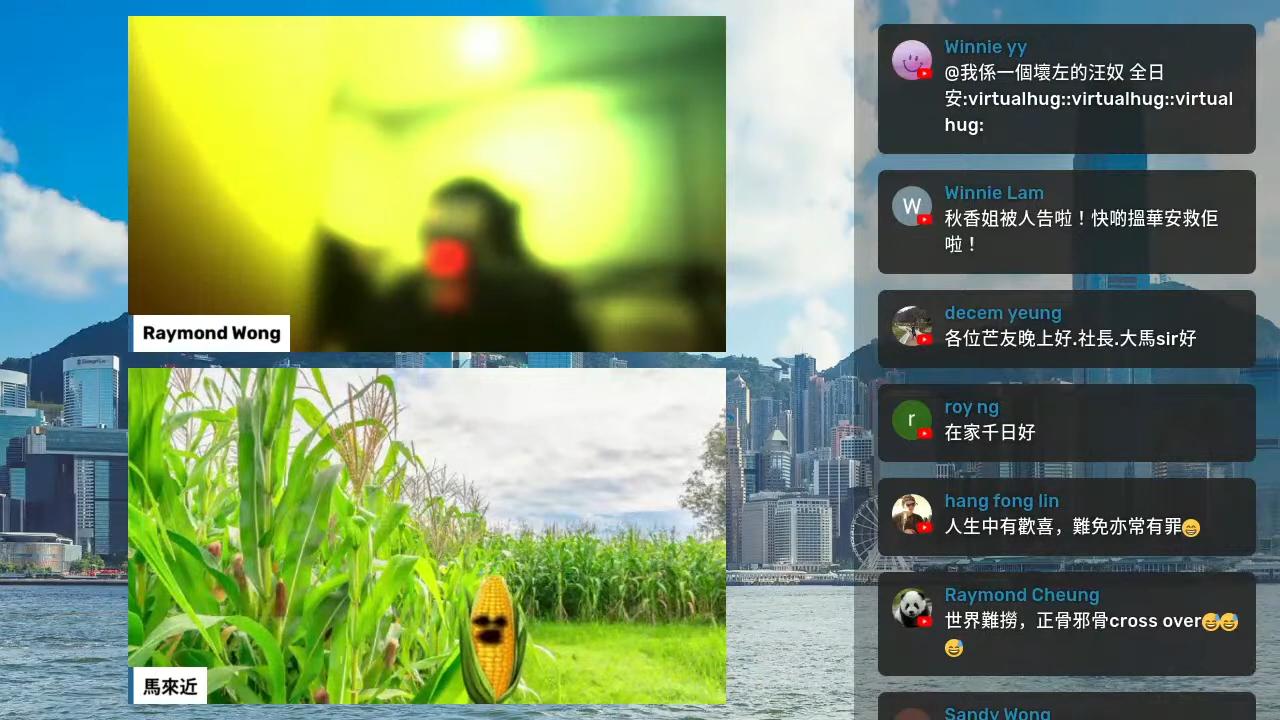 Raymond Wong
馬來近
Winnie yy
@我係一個壞左的汪奴 全日
安:virtualhug::virtualhug::virtual
hug:
W
Winnie Lam
秋香姐被人告啦！快啲搵華安救佢
啦！
decem yeung
各位芒友晚上好.社長.大馬sir好
r
roy ng
在家千日好
hang fong lin
人生中有歡喜，難免亦常有罪😁
Raymond Cheung
世界難撈，正骨邪骨cross over😅😅
😅
Sandy Wong